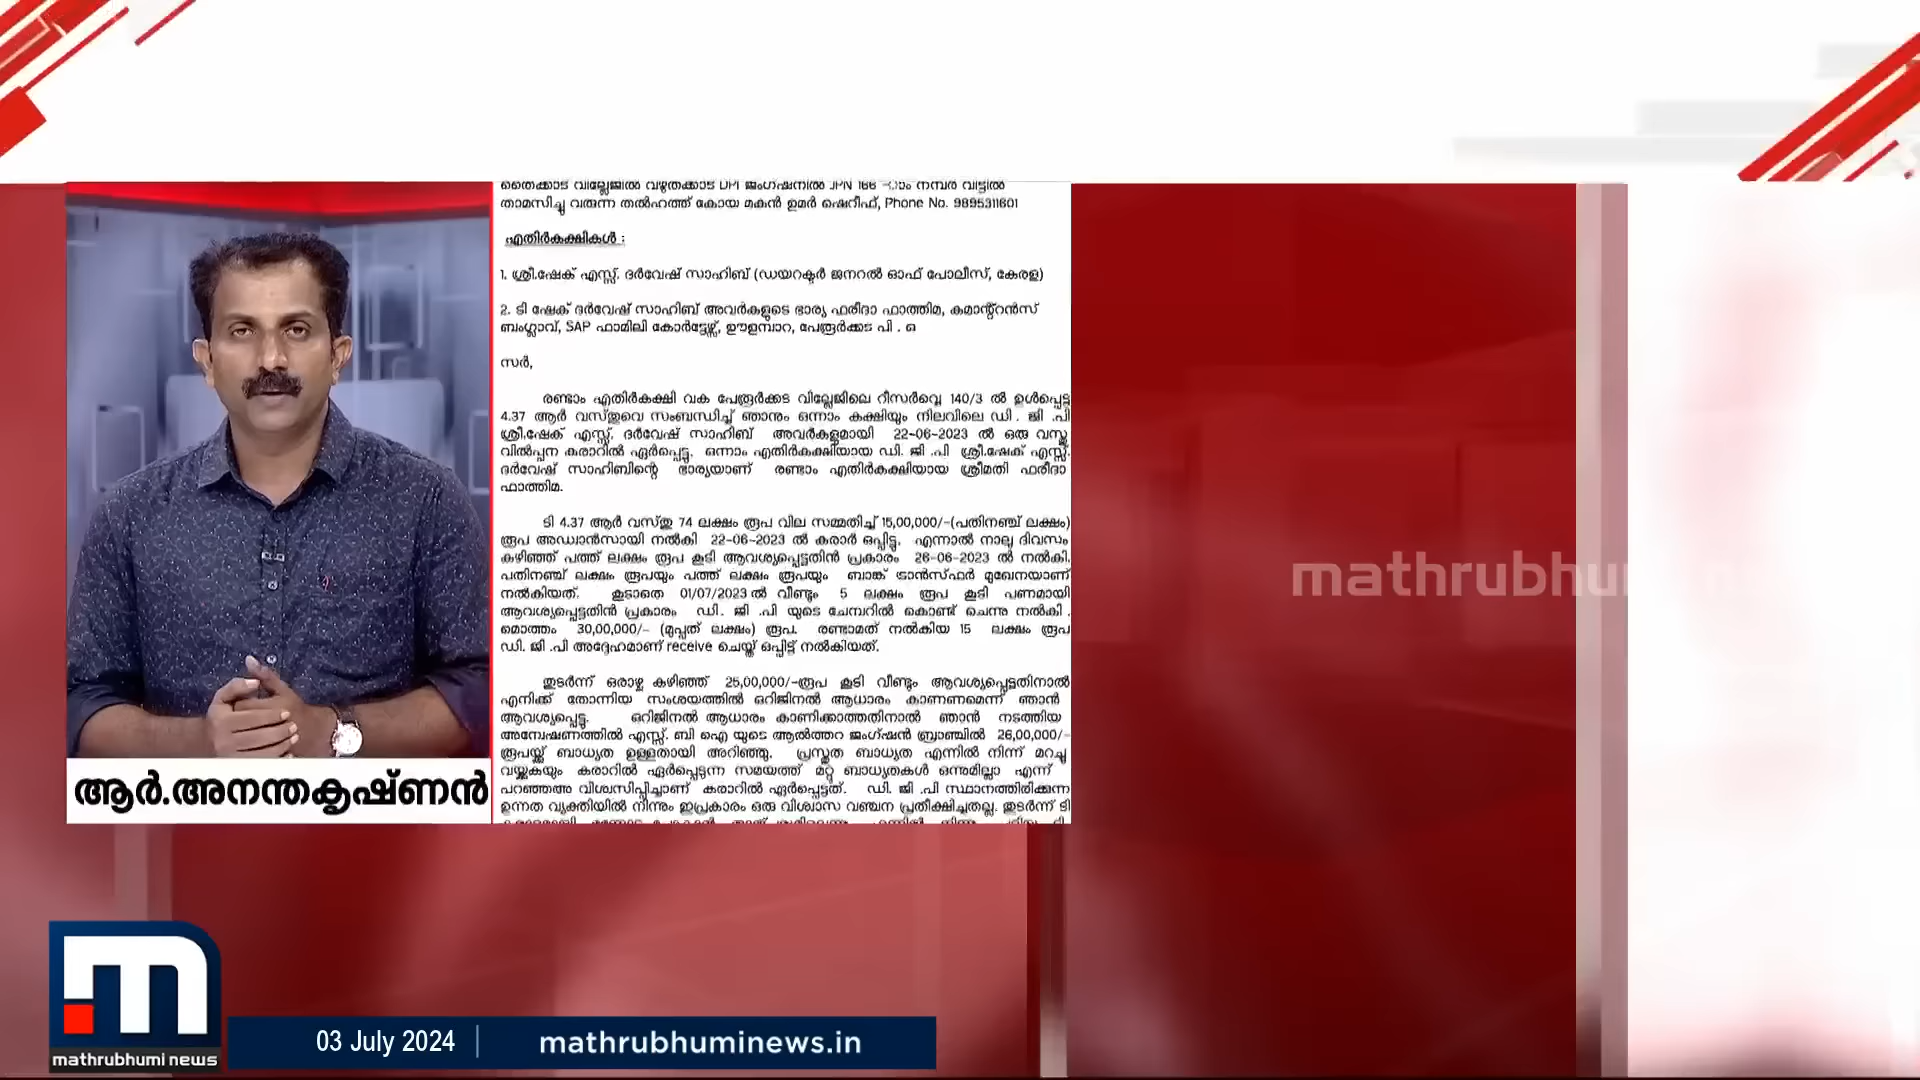 തൈക്കാട് വില്ലേജിൽ വഴുതക്കാട് DPI ജംഗ്ഷനിൽ JPN 166 നമ്പർ വീട്ടിൽ
താമസിച്ചു വരുന്ന തൽഹത്ത് കോയ മകൻ ഉമർ ഷെറീഫ്, Phone No. 9895311601
എതിർകക്ഷികൾ :
1. ശ്രീ.ഷേക് എസ്സ്. ദർവേഷ് സാഹിബ് (ഡയറക്ടർ ജനറൽ ഓഫ് പോലീസ്, കേരള)
2. ടി ഷേക് ദർവേഷ് സാഹിബ് അവർകളുടെ ഭാര്യ ഫരീദാ ഫാത്തിമ, കമാന്റ്റൻസ്
ബംഗ്ലാവ്, SAP ഫാമിലി കോർട്ടേഴ്സ്, ഊളമ്പാറ, പേരൂർക്കട പി . ഒ
സർ,
രണ്ടാം എതിർകക്ഷി വക പേരൂർക്കട വില്ലേജിലെ റീസർവ്വെ 140/3 ൽ ഉൾപ്പെട്ട
4.37 ആർ വസ്തുവെ സംബന്ധിച്ച് ഞാനും ഒന്നാം കക്ഷിയും നിലവിലെ ഡി . ജി .പി
ശ്രീ.ഷേക് എസ്സ്. ദർവേഷ് സാഹിബ് അവർകളുമായി 22-06-2023 ൽ ഒരു വസ്തു
വിൽപ്പന കരാറിൽ ഏർപ്പെട്ടു. ഒന്നാം എതിർകക്ഷിയായ ഡി. ജി .പി ശ്രീ.ഷേക് എസ്സ്.
ദർവേഷ് സാഹിബിന്റെ ഭാര്യയാണ് രണ്ടാം എതിർകക്ഷിയായ ശ്രീമതി ഫരീദാ
ഫാത്തിമ.
ടി 4.37 ആർ വസ്തു 74 ലക്ഷം രൂപ വില സമ്മതിച്ച് 15,00,000/-(പതിനഞ്ച് ലക്ഷം)
രൂപ അഡ്വാൻസായി നൽകി 22-06-2023 ൽ കരാർ ഒപ്പിട്ടു. എന്നാൽ നാലു ദിവസം
കഴിഞ്ഞ് പത്ത് ലക്ഷം രൂപ കൂടി ആവശ്യപ്പെട്ടതിൻ പ്രകാരം 26-06-2023 ൽ നൽകി.
പതിനഞ്ച് ലക്ഷം രൂപയും പത്ത് ലക്ഷം രൂപയും ബാങ്ക് ട്രാൻസ്ഫർ മുഖേനയാണ്
നൽകിയത്. കൂടാതെ 01/07/2023 ൽ വീണ്ടും 5 ലക്ഷം രൂപ കൂടി പണമായി
ആവശ്യപ്പെട്ടതിൻ പ്രകാരം ഡി. ജി .പി യുടെ ചേമ്പറിൽ കൊണ്ട് ചെന്നു നൽകി .
മൊത്തം 30,00,000/- (മുപ്പത് ലക്ഷം) രൂപ. രണ്ടാമത് നൽകിയ 15 ലക്ഷം രൂപ
ഡി. ജി .പി അദ്ദേഹമാണ് receive ചെയ്ത് ഒപ്പിട്ട് നൽകിയത്.
തുടർന്ന് ഒരാഴ്ച കഴിഞ്ഞ് 25,00,000/-രൂപ കൂടി വീണ്ടും ആവശ്യപ്പെട്ടതിനാൽ
എനിക്ക് തോന്നിയ സംശയത്തിൽ ഒറിജിനൽ ആധാരം കാണണമെന്ന് ഞാൻ
ആവശ്യപ്പെട്ടു. ഒറിജിനൽ ആധാരം കാണിക്കാത്തതിനാൽ ഞാൻ നടത്തിയ
അന്വേഷണത്തിൽ എസ്സ്. ബി ഐ യുടെ ആൽത്തറ ജംഗ്ഷൻ ബ്രാഞ്ചിൽ 26,00,000/-
രൂപയ്ക്ക് ബാധ്യത ഉള്ളതായി അറിഞ്ഞു. പ്രസ്തുത ബാധ്യത എന്നിൽ നിന്ന് മറച്ചു
വയ്ക്കുകയും കരാറിൽ ഏർപ്പെടുന്ന സമയത്ത് മറ്റു ബാധ്യതകൾ ഒന്നുമില്ലാ എന്ന്
പറഞ്ഞഅ വിശ്വസിപ്പിച്ചാണ് കരാറിൽ ഏർപ്പെട്ടത്. ഡി. ജി .പി സ്ഥാനത്തിരിക്കുന്ന
ഉന്നത വ്യക്തിയിൽ നിന്നും ഇപ്രകാരം ഒരു വിശ്വാസ വഞ്ചന പ്രതീക്ഷിച്ചതല്ല. തുടർന്ന് ടി
ആർ.അനന്തകൃഷ്ണൻ
mathrubhu
mathrubhumi news
03 July 2024
mathrubhuminews.in